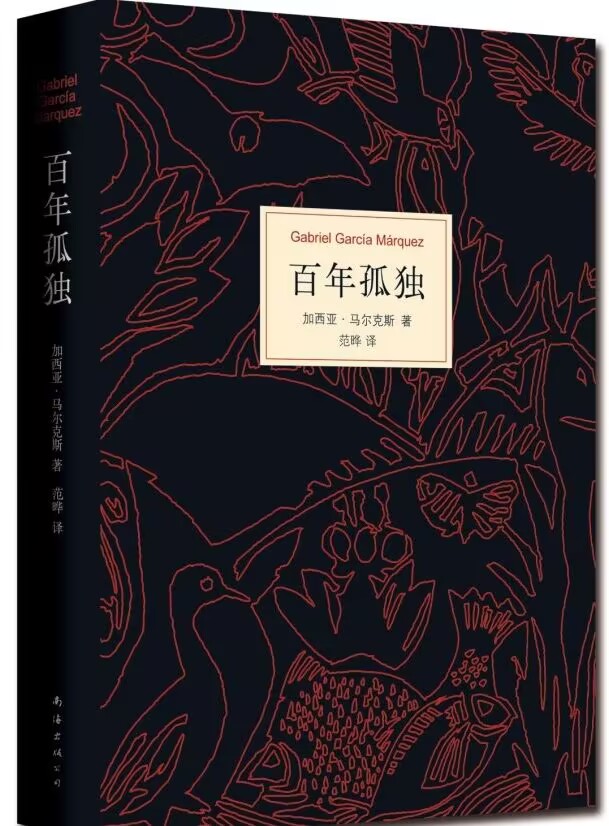 Gabriel
García
Márquez
百年孤独
加西亚·马尔克斯 著 范晔 译
南海出版公司
Gabriel García Márquez
百年孤独
加西亚·马尔克斯 著
范晔 译